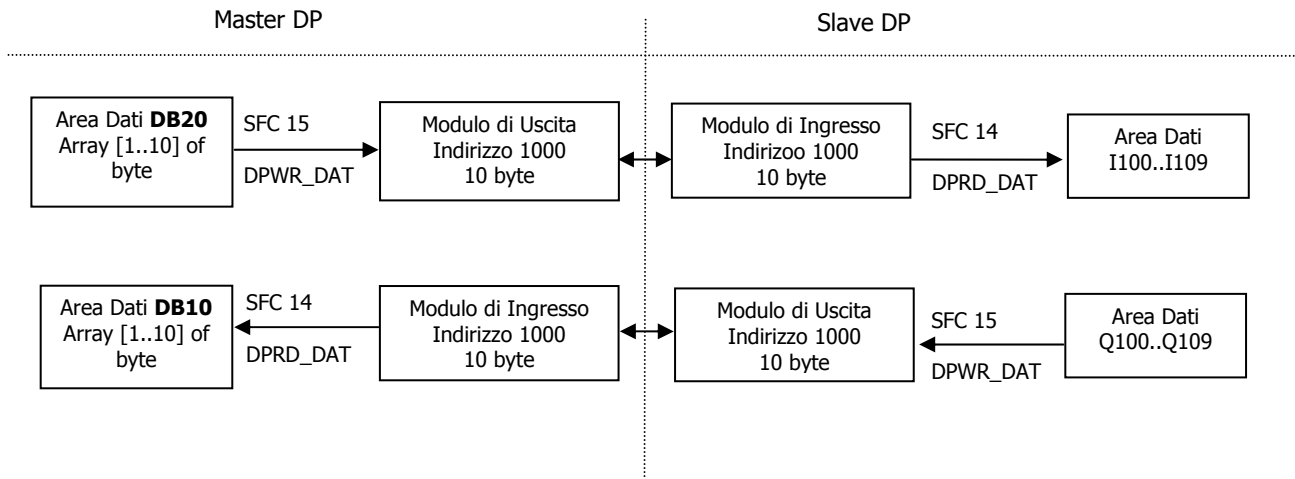 Master DP
Slave DP
Area Dati DB20
Array [1..10] of
byte
SFC 15
DPWR_DAT
Modulo di Uscita
Indirizzo 1000
10 byte
Modulo di Ingresso
Indirizoo 1000
10 byte
SFC 14
DPRD_DAT
Area Dati
I100..I109
Area Dati DB10
Array [1..10] of
byte
SFC 14
DPRD_DAT
Modulo di Ingresso
Indirizzo 1000
10 byte
Modulo di Uscita
Indirizzo 1000
10 byte
SFC 15
DPWR_DAT
Area Dati
Q100..Q109